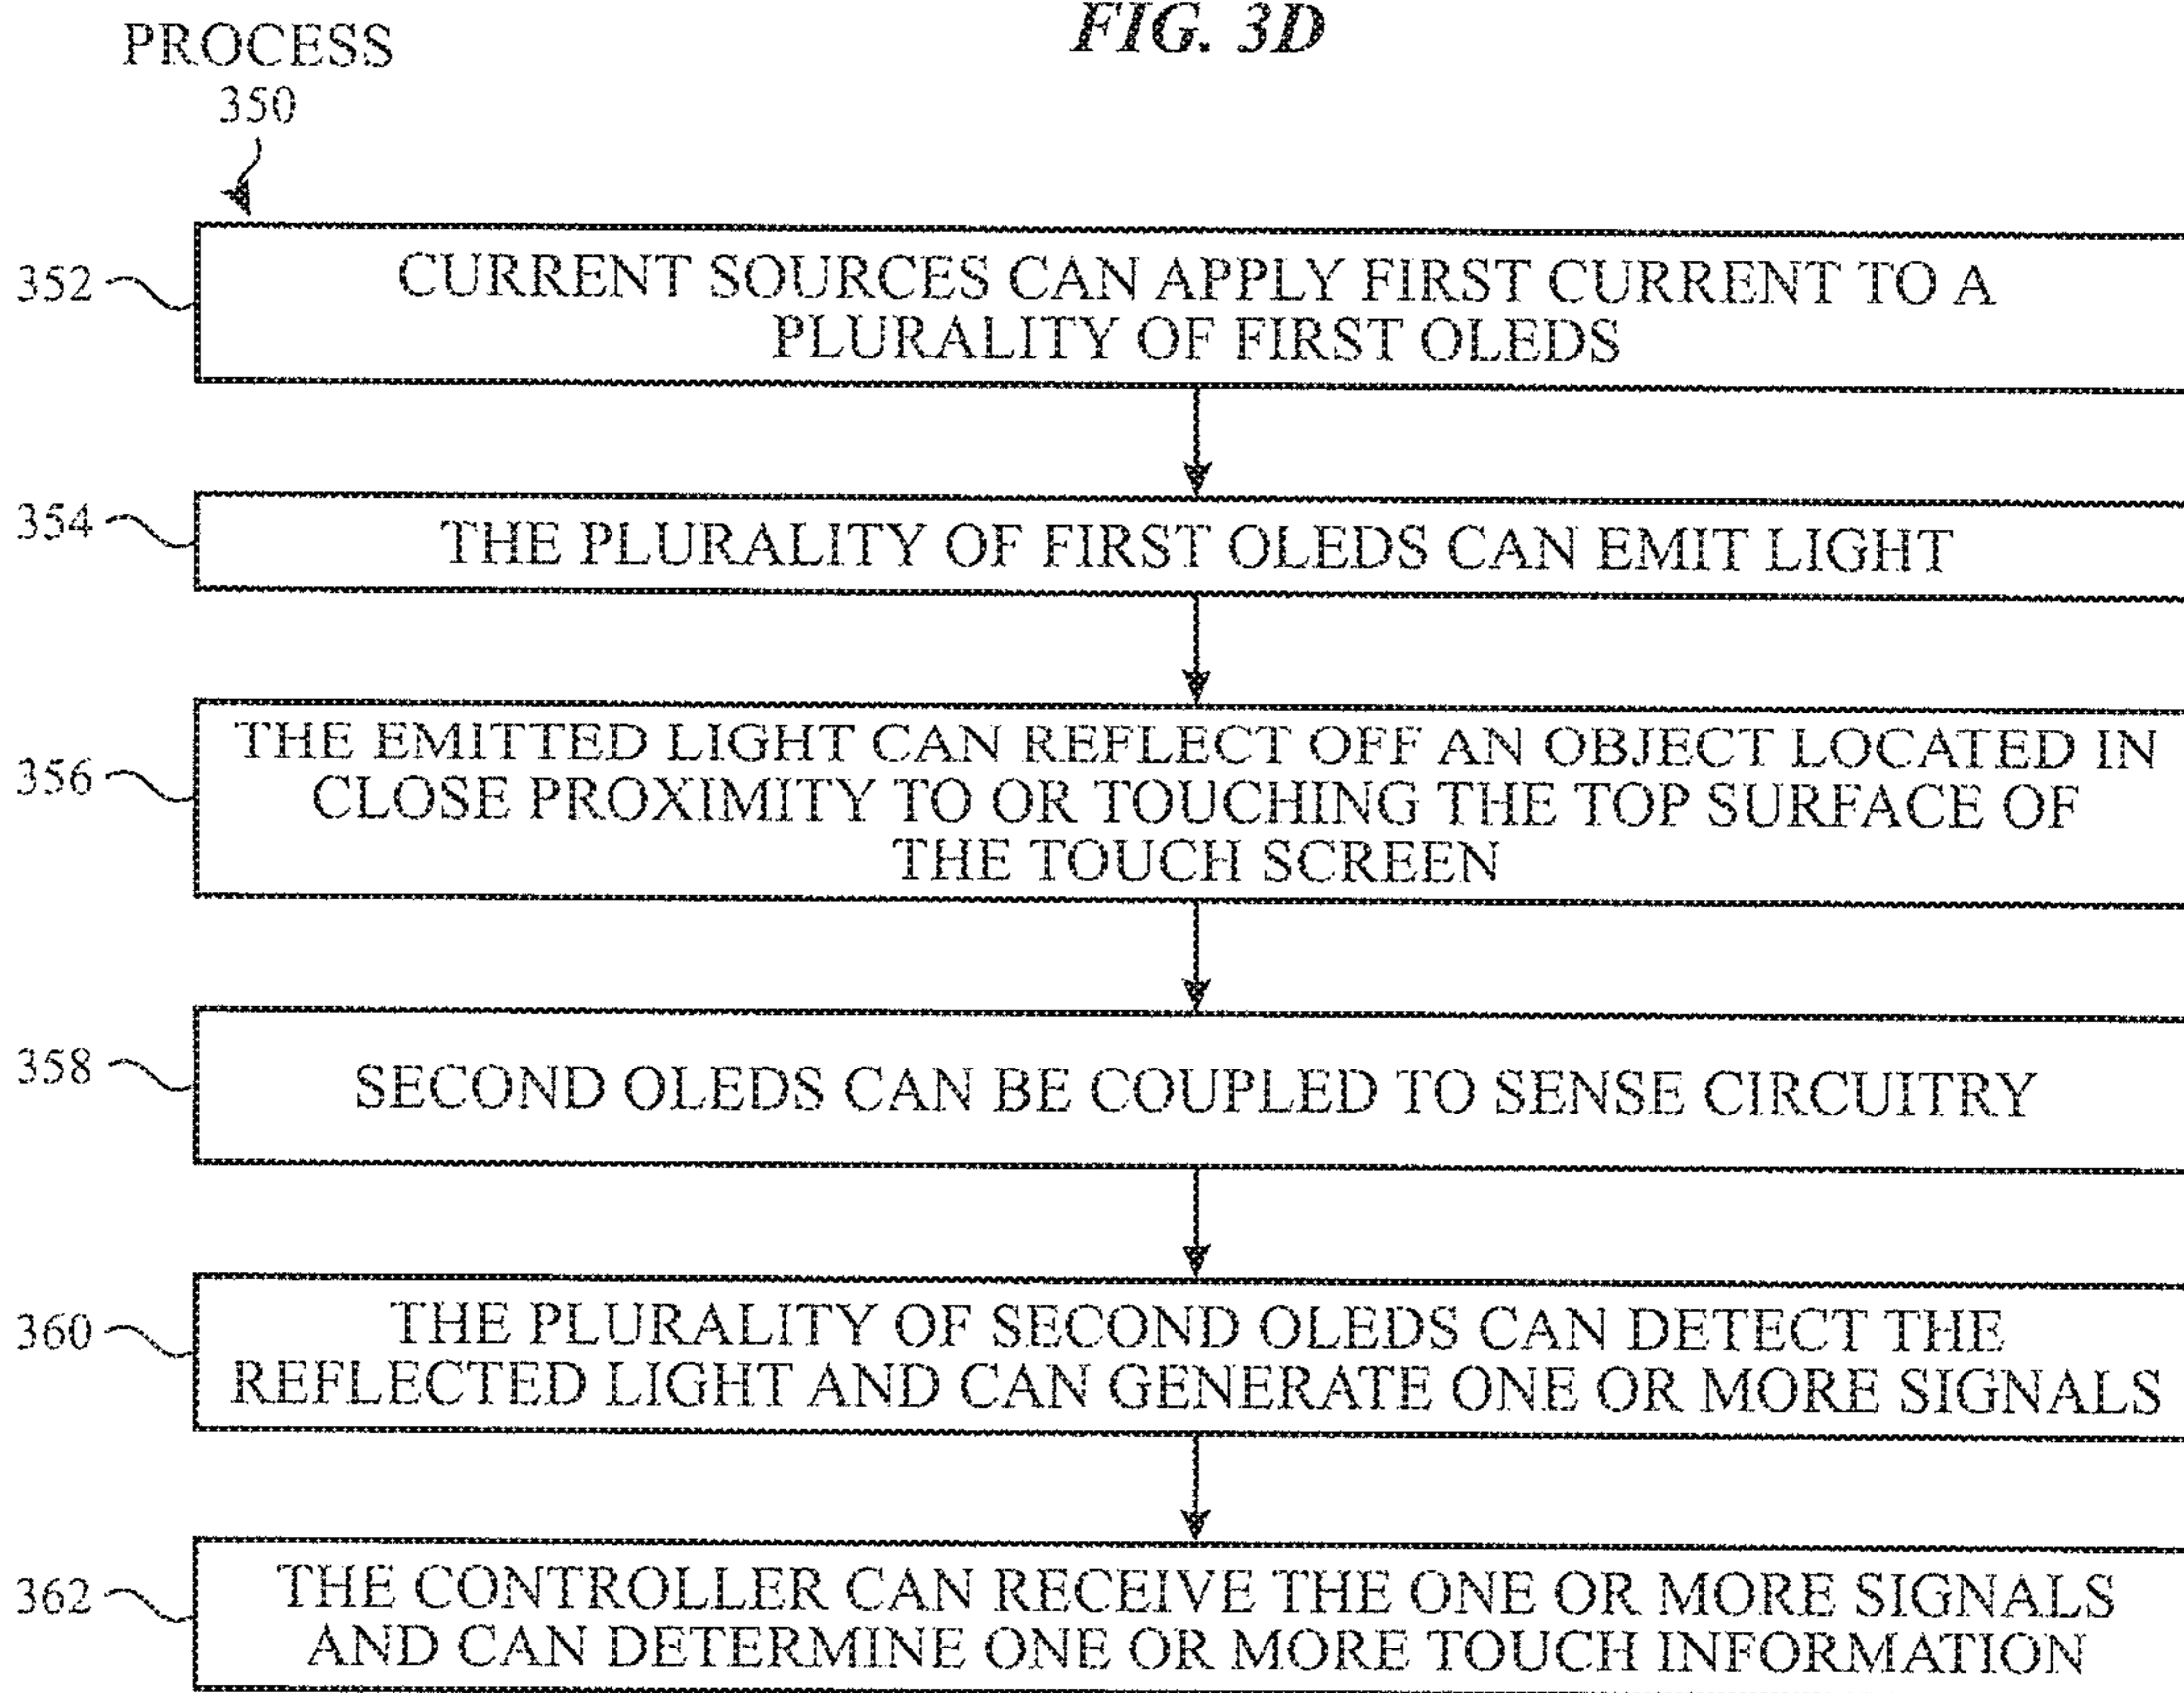 FIG. 3D
PROCESS
350
352
CURRENT SOURCES CAN APPLY FIRST CURRENT TO A
PLURALITY OF FIRST OLEDS
354
THE PLURALITY OF FIRST OLEDS CAN EMIT LIGHT
356
THE EMITTED LIGHT CAN REFLECT OFF AN OBJECT LOCATED IN
CLOSE PROXIMITY TO OR TOUCHING THE TOP SURFACE OF
THE TOUCH SCREEN
358
SECOND OLEDS CAN BE COUPLED TO SENSE CIRCUITRY
360
THE PLURALITY OF SECOND OLEDS CAN DETECT THE
REFLECTED LIGHT AND CAN GENERATE ONE OR MORE SIGNALS
362
THE CONTROLLER CAN RECEIVE THE ONE OR MORE SIGNALS
AND CAN DETERMINE ONE OR MORE TOUCH INFORMATION